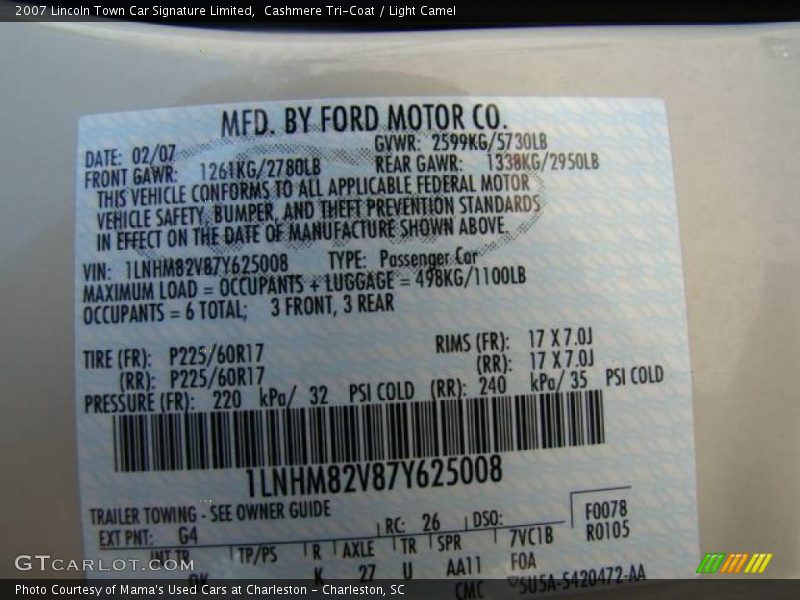 2007 Lincoln Town Car Signature Limited,  Cashmere Tri-Coat / Light Camel
MFD. BY FORD MOTOR CO.
DATE: 02/07 GVWR: 2599KG/5730LB
FRONT GAWR: 1261KG/2780LB REAR GAWR: 1338KG/2950LB
THIS VEHICLE CONFORMS TO ALL APPLICABLE FEDERAL MOTOR
VEHICLE SAFETY, BUMPER, AND THEFT PREVENTION STANDARDS
IN EFFECT ON THE DATE OF MANUFACTURE SHOWN ABOVE
VIN: 1LNHM82V87Y625008 TYPE: Passenger Car
MAXIMUM LOAD = OCCUPANTS + LUGGAGE = 498KG/1100LB
OCCUPANTS = 6 TOTAL; 3 FRONT, 3 REAR
TIRE (FR): P225/60R17 RIMS (FR): 17 X 7.0J
(RR): P225/60R17 (RR): 17 X 7.0J
PRESSURE (FR): 220 kPa/ 32 PSI COLD (RR): 240 kPa/ 35 PSI COLD
1LNHM82V87Y625008
TRAILER TOWING - SEE OWNER GUIDE
EXT PNT: G4 RC: 26 DSO: F0078
R0105
INT TR TP/PS R AXLE TR SPR 7VC1B
K 27 U AA11 FOA
CMC 5U5A-5420472-AA
GTCARLOT.COM
Photo Courtesy of Mama's Used Cars at Charleston - Charleston, SC